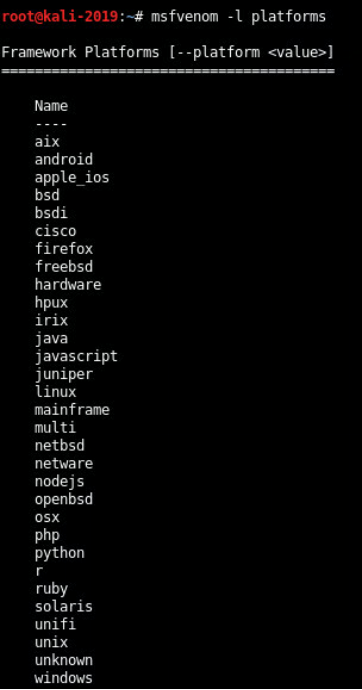 root@kali-2019:~# msfvenom -l platforms
Framework Platforms [--platform <value>]
========================================
Name
----
aix
android
apple_ios
bsd
bsdi
cisco
firefox
freebsd
hardware
hpux
irix
java
javascript
juniper
linux
mainframe
multi
netbsd
netware
nodejs
openbsd
osx
php
python
r
ruby
solaris
unifi
unix
unknown
windows